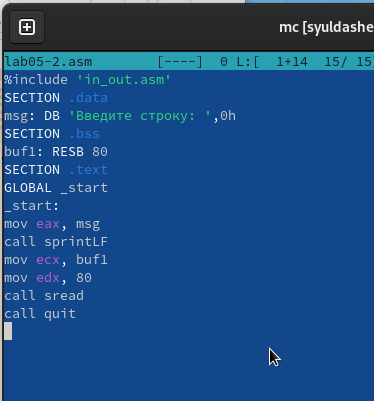 mc [syuldashe
lab05-2.asm [----] 0 L:[ 1+14 15/ 15
%include 'in_out.asm'
SECTION .data
msg: DB 'Введите строку: ',0h
SECTION .bss
buf1: RESB 80
SECTION .text
GLOBAL _start
_start:
mov eax, msg
call sprintLF
mov ecx, buf1
mov edx, 80
call sread
call quit